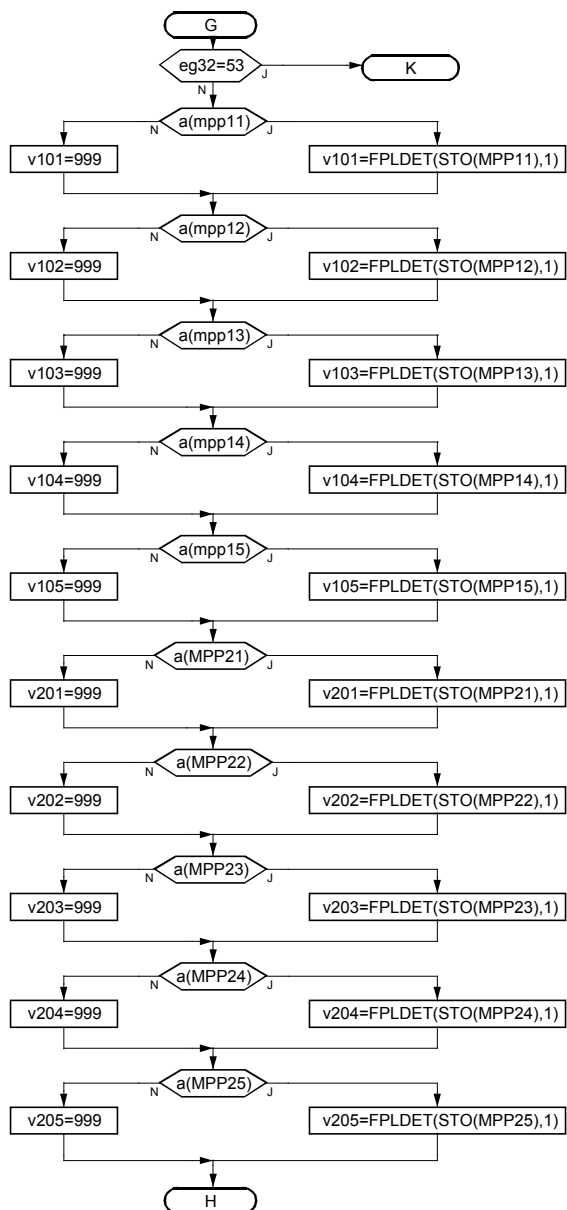 G
eg32=53
J
K
N
a(mpp11)
N
J
v101=999
v101=FPLDET(STO(MPP11),1)
a(mpp12)
N
J
v102=999
v102=FPLDET(STO(MPP12),1)
a(mpp13)
N
J
v103=999
v103=FPLDET(STO(MPP13),1)
a(mpp14)
N
J
v104=999
v104=FPLDET(STO(MPP14),1)
a(mpp15)
N
J
v105=999
v105=FPLDET(STO(MPP15),1)
a(MPP21)
N
J
v201=999
v201=FPLDET(STO(MPP21),1)
a(MPP22)
N
J
v202=999
v202=FPLDET(STO(MPP22),1)
a(MPP23)
N
J
v203=999
v203=FPLDET(STO(MPP23),1)
a(MPP24)
N
J
v204=999
v204=FPLDET(STO(MPP24),1)
a(MPP25)
N
J
v205=999
v205=FPLDET(STO(MPP25),1)
H